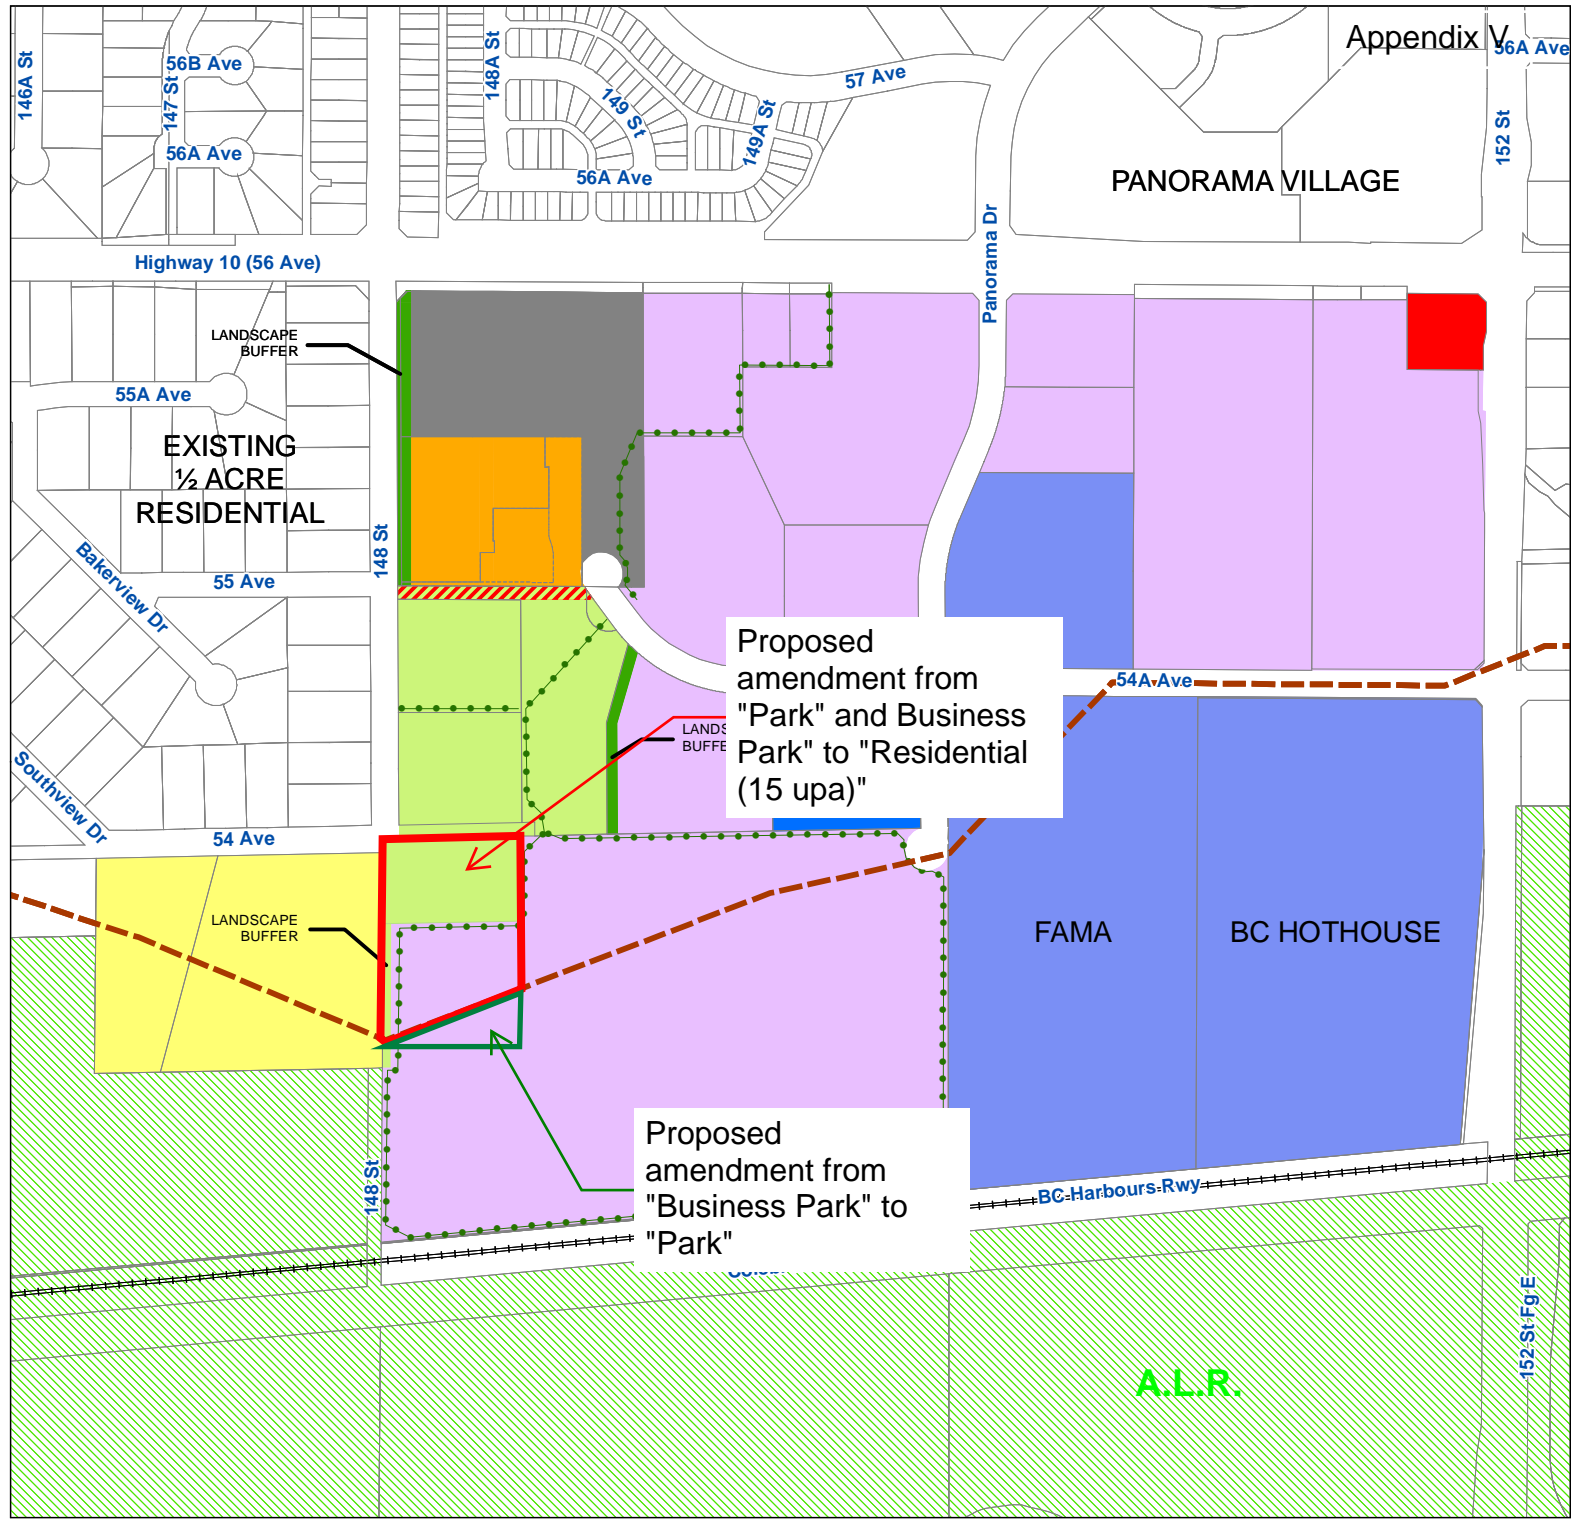 Appendix V
56A Ave
146A St
56B Ave
147 St
56A Ave
148A St
149 St
149A St
56A Ave
57 Ave
152 St
PANORAMA VILLAGE
Panorama Dr
Highway 10 (56 Ave)
LANDSCAPE
BUFFER
55A Ave
EXISTING
½ ACRE
RESIDENTIAL
148 St
Bakerview Dr
55 Ave
Proposed
amendment from
"Park" and Business
Park" to "Residential
(15 upa)"
54A Ave
LANDS
BUFFE
Southview Dr
54 Ave
LANDSCAPE
BUFFER
FAMA
BC HOTHOUSE
Proposed
amendment from
"Business Park" to
"Park"
148 St
BC Harbours Rwy
152 St Fg E
A.L.R.